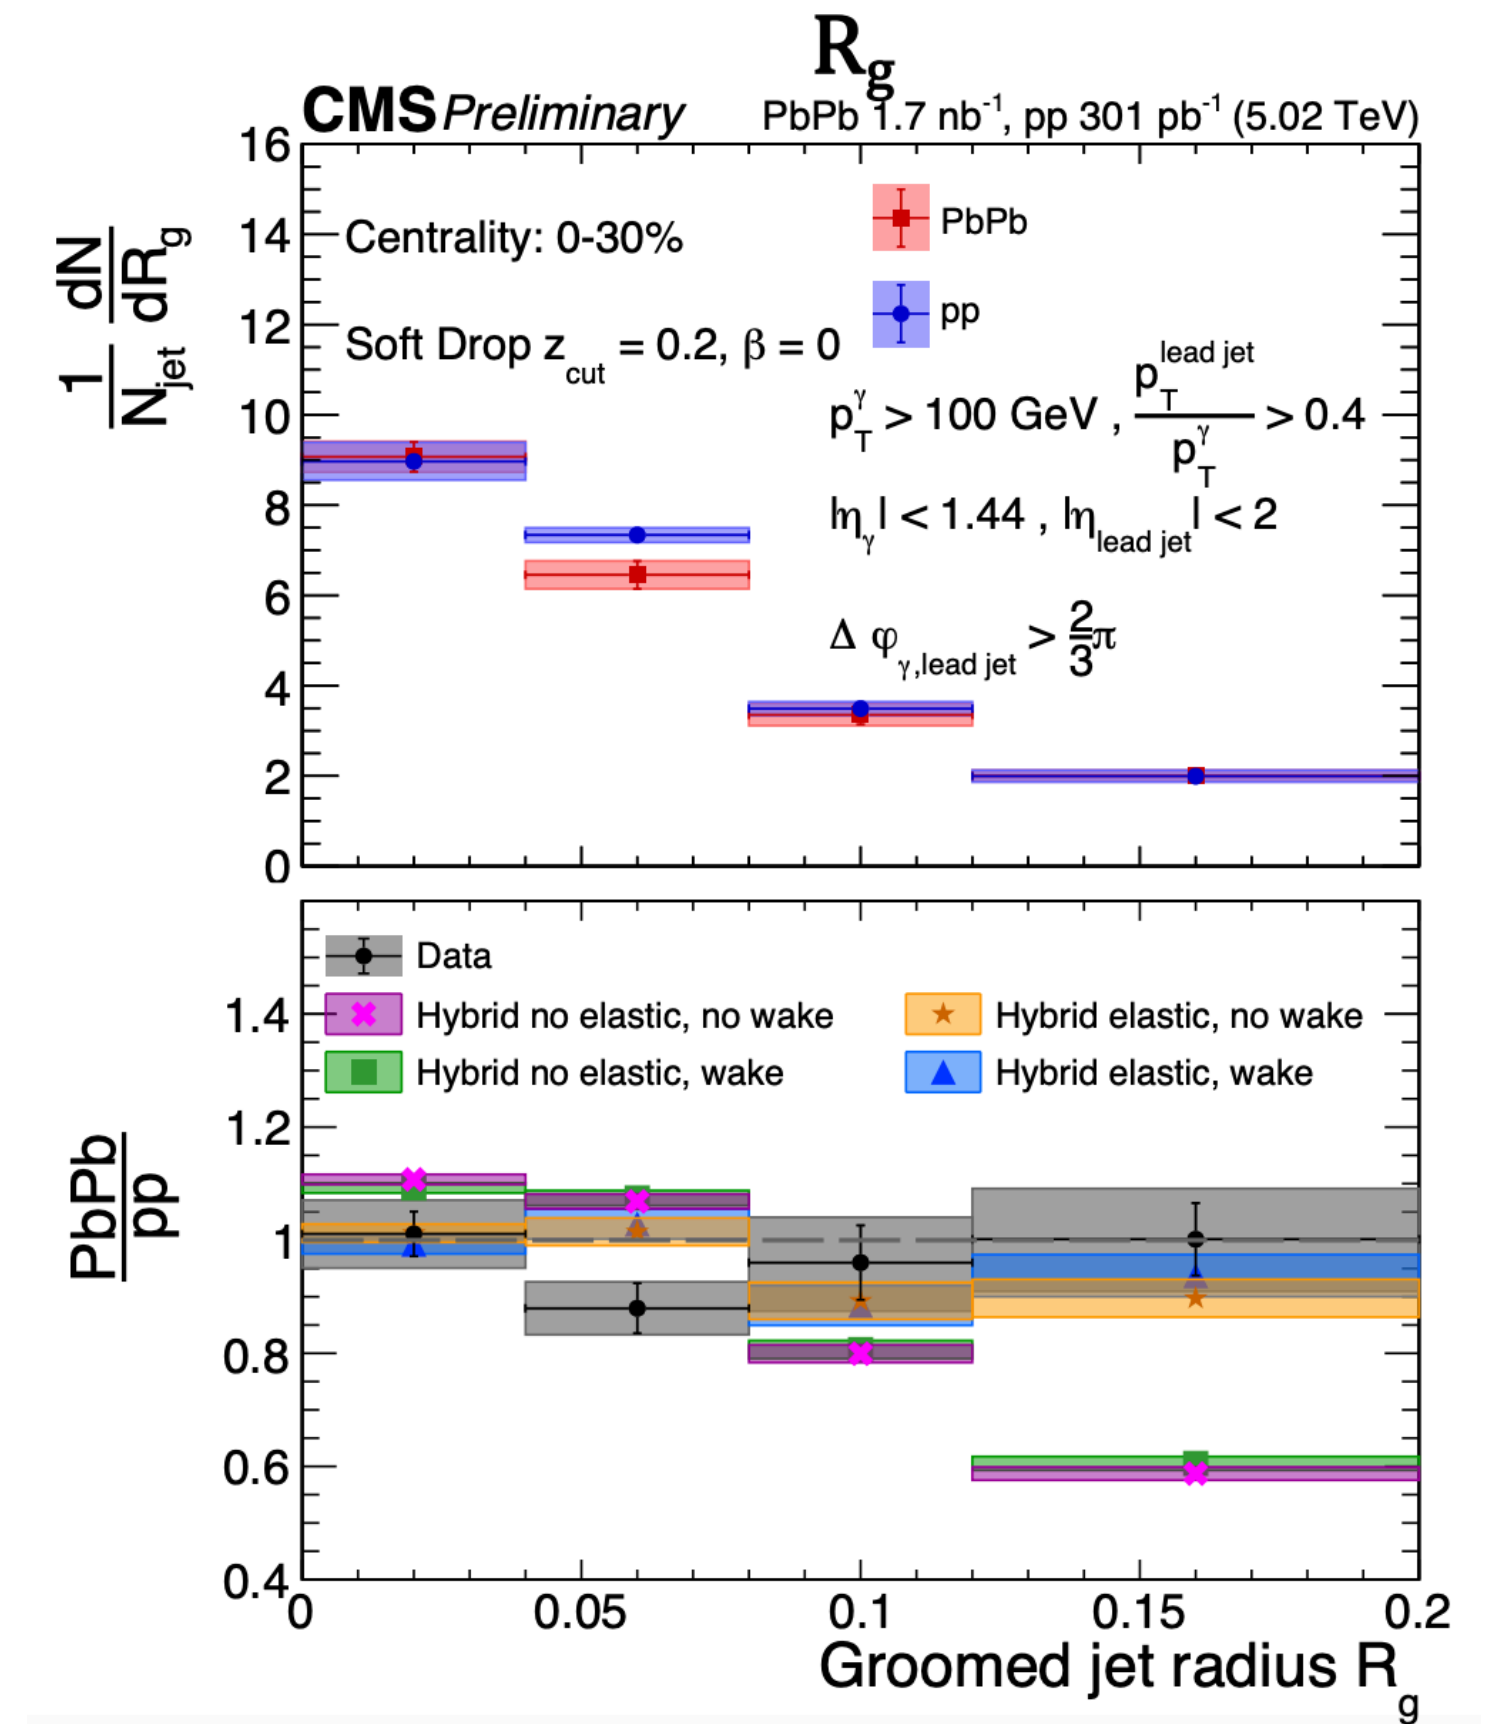 R_g
CMS Preliminary
PbPb 1.7 nb⁻¹, pp 301 pb⁻¹ (5.02 TeV)
1/N_jet dN/dR_g
16
14
12
10
8
6
4
2
0
Centrality: 0-30%
Soft Drop z_cut = 0.2, β = 0
PbPb
pp
p_T^γ > 100 GeV , p_T^lead jet / p_T^γ > 0.4
|η_γ| < 1.44 , |η_lead jet| < 2
Δ φ_γ,lead jet > 2/3 π
PbPb/pp
1.4
1.2
1
0.8
0.6
0.4
Data
Hybrid no elastic, no wake
Hybrid elastic, no wake
Hybrid no elastic, wake
Hybrid elastic, wake
0 0.05 0.1 0.15 0.2
Groomed jet radius R_g